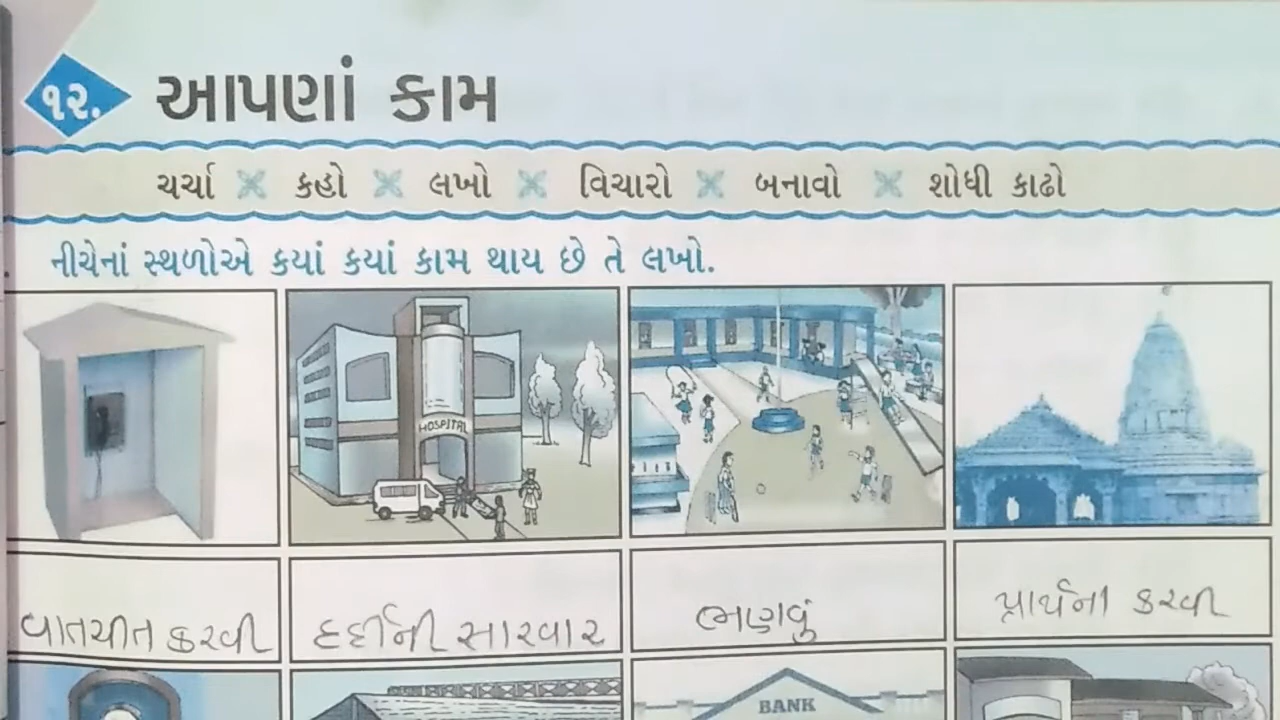 ૧૨.
આપણાં કામ
ચર્ચા કહો લખો વિચારો બનાવો શોધી કાઢો
નીચેનાં સ્થળોએ કયાં કયાં કામ થાય છે તે લખો.
HOSPITAL
વાતચીત કરવી
દર્દીની સારવાર
ભણવું
પ્રાર્થના કરવી
BANK